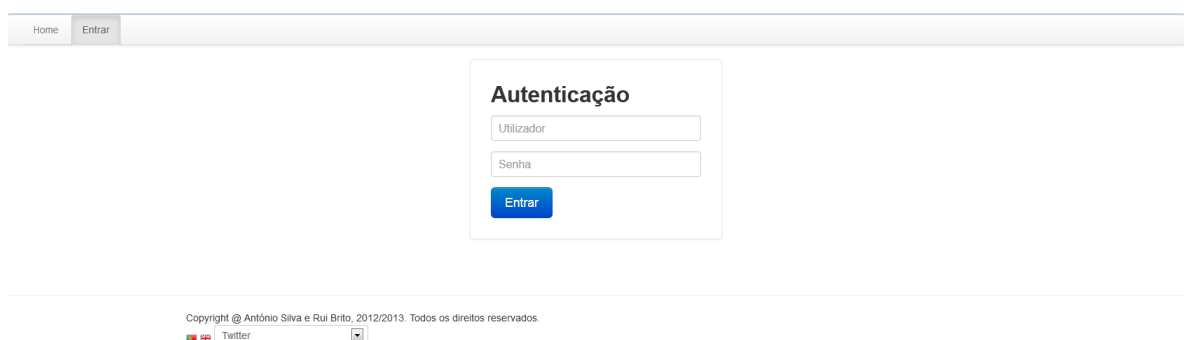 Home Entrar
Autenticação
Utilizador
Senha
Entrar
Copyright @ António Silva e Rui Brito, 2012/2013. Todos os direitos reservados.
Twitter